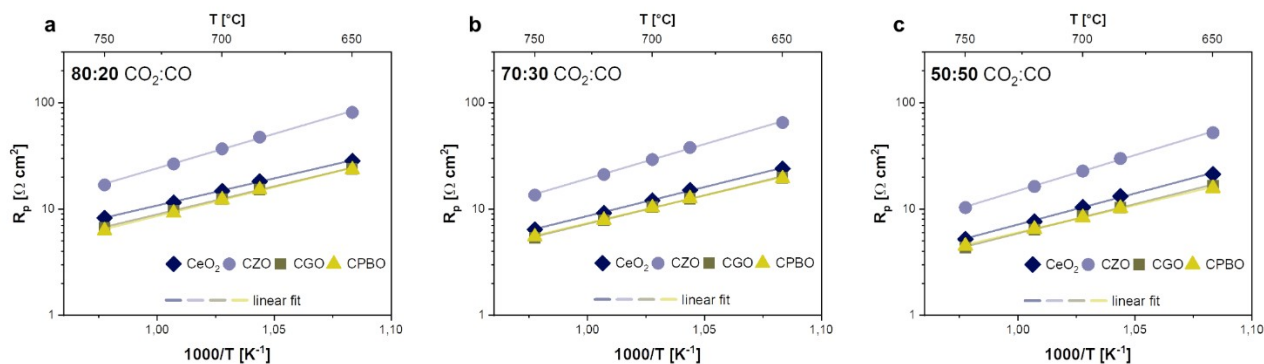 a
T [°C]
750 700 650
80:20 CO₂:CO
100
10
1
Rₚ [Ω cm²]
CeO₂ CZO CGO CPBO
linear fit
1,00 1,05 1,10
1000/T [K⁻¹]
b
T [°C]
750 700 650
70:30 CO₂:CO
100
10
1
Rₚ [Ω cm²]
CeO₂ CZO CGO CPBO
linear fit
1,00 1,05 1,10
1000/T [K⁻¹]
c
T [°C]
750 700 650
50:50 CO₂:CO
100
10
1
Rₚ [Ω cm²]
CeO₂ CZO CGO CPBO
linear fit
1,00 1,05 1,10
1000/T [K⁻¹]